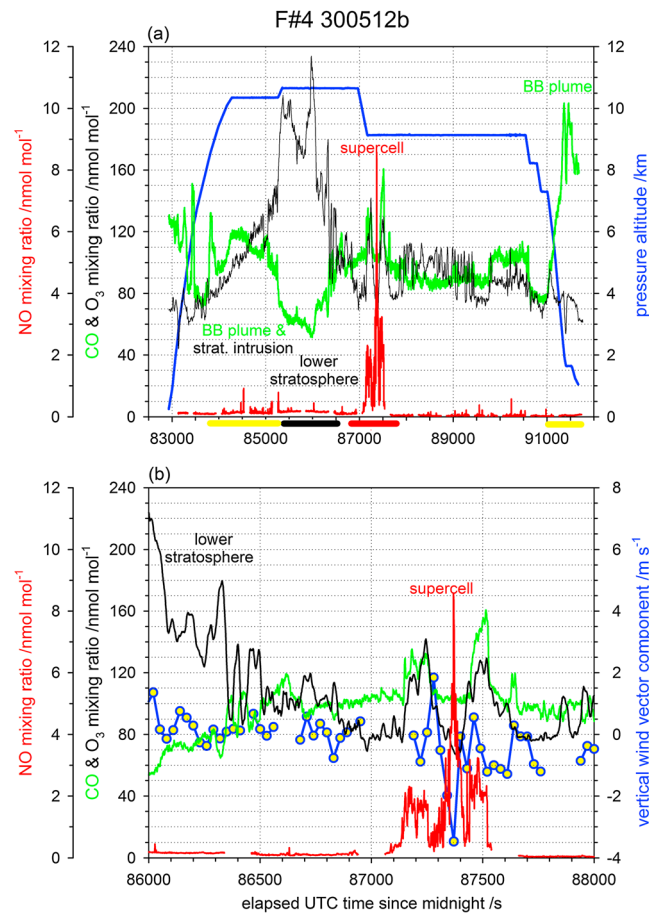 F#4 300512b
(a)
NO mixing ratio /nmol mol⁻¹
12
10
8
6
4
2
0
CO & O₃ mixing ratio /nmol mol⁻¹
240
200
160
120
80
40
0
BB plume
supercell
BB plume &
strat. intrusion
lower
stratosphere
12
10
8
6
4
2
0
pressure altitude /km
83000 85000 87000 89000 91000
(b)
NO mixing ratio /nmol mol⁻¹
12
10
8
6
4
2
0
CO & O₃ mixing ratio /nmol mol⁻¹
240
200
160
120
80
40
0
lower
stratosphere
supercell
8
6
4
2
0
-2
-4
vertical wind vector component /m s⁻¹
86000 86500 87000 87500 88000
elapsed UTC time since midnight /s